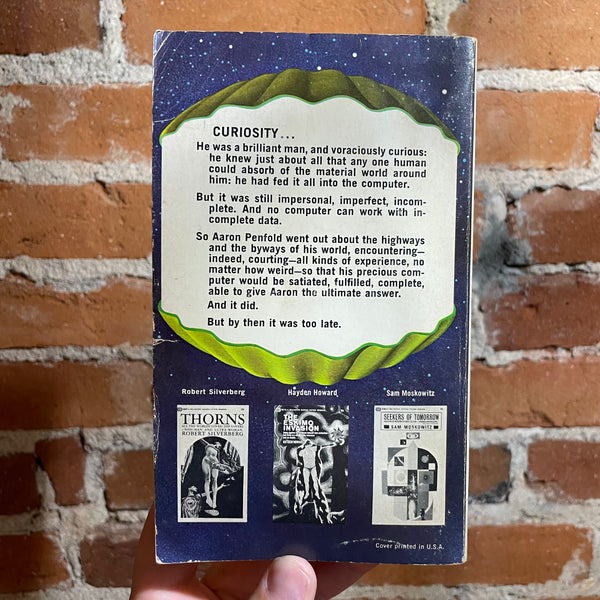 CURIOSITY...
He was a brilliant man, and voraciously curious:
he knew just about all that any one human
could absorb of the material world around
him: he had fed it all into the computer.
But it was still impersonal, imperfect, incom-
plete. And no computer can work with in-
complete data.
So Aaron Penfold went out about the highways
and the byways of his world, encountering—
indeed, courting—all kinds of experience, no
matter how weird—so that his precious com-
puter would be satiated, fulfilled, complete,
able to give Aaron the ultimate answer.
And it did.
But by then it was too late.
Robert Silverberg
Hayden Howard
Sam Moskowitz
THORNS
ROBERT SILVERBERG
THE
ESKIMO
INVASION
HAYDEN HOWARD
SEEKERS OF TOMORROW
SAM MOSKOWITZ
Cover printed in U.S.A.